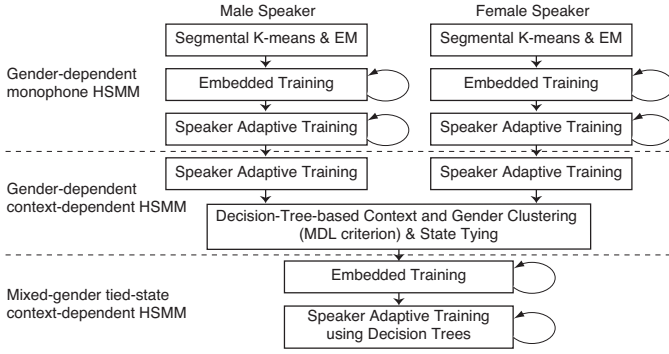 Male Speaker
Female Speaker
Segmental K-means & EM
Segmental K-means & EM
Gender-dependent
monophone HSMM
Embedded Training
Embedded Training
Speaker Adaptive Training
Speaker Adaptive Training
Gender-dependent
context-dependent HSMM
Speaker Adaptive Training
Speaker Adaptive Training
Decision-Tree-based Context and Gender Clustering
(MDL criterion) & State Tying
Mixed-gender tied-state
context-dependent HSMM
Embedded Training
Speaker Adaptive Training
using Decision Trees